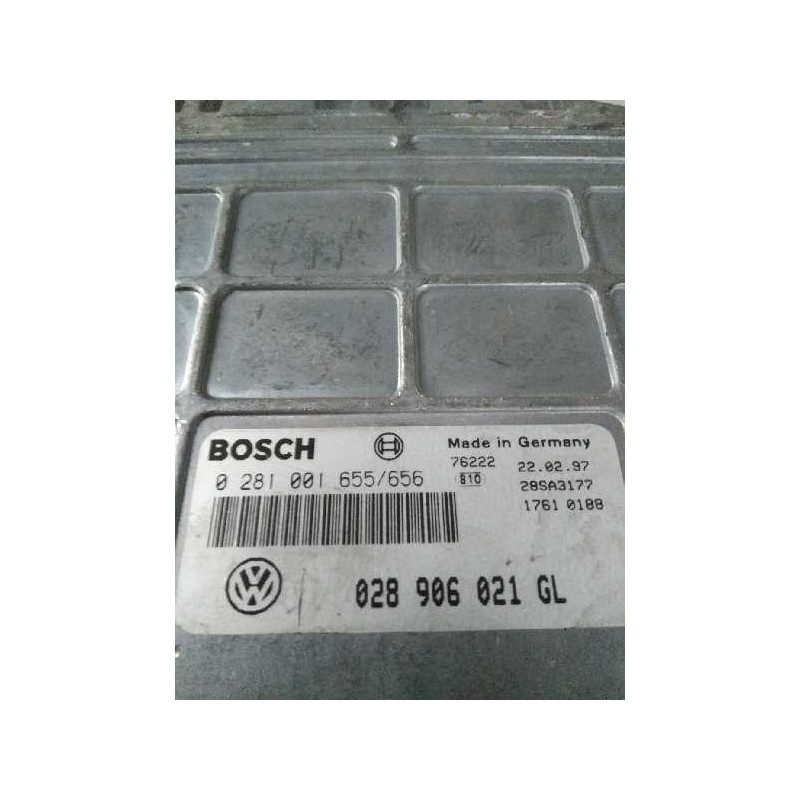 BOSCH
Made in Germany
0 281 001 655/656
76222 22.02.97
810 28SA3177
1761 0188
VW
028 906 021 GL